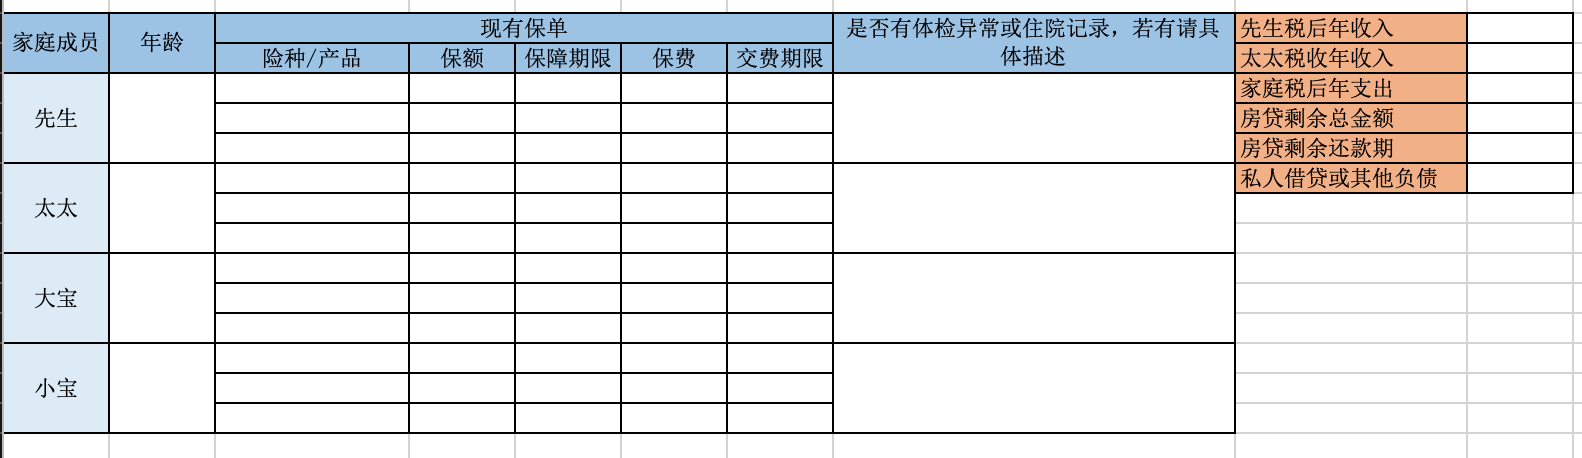 家庭成员
年龄
现有保单
险种/产品
保额
保障期限
保费
交费期限
是否有体检异常或住院记录，若有请具
体描述
先生税后年收入
太太税收年收入
家庭税后年支出
房贷剩余总金额
房贷剩余还款期
私人借贷或其他负债
先生
太太
大宝
小宝